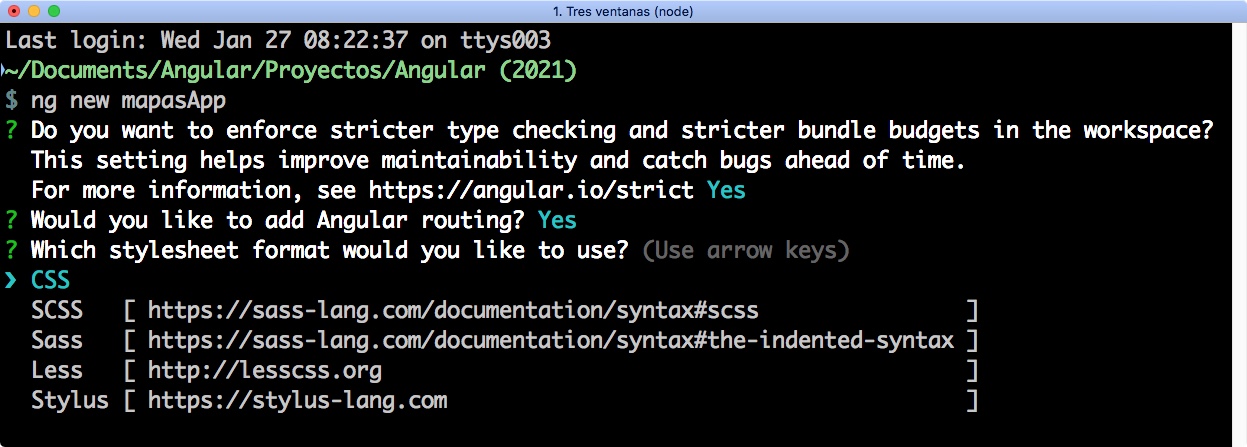 1. Tres ventanas (node)
Last login: Wed Jan 27 08:22:37 on ttys003
~/Documents/Angular/Proyectos/Angular (2021)
$ ng new mapasApp
? Do you want to enforce stricter type checking and stricter bundle budgets in the workspace?
This setting helps improve maintainability and catch bugs ahead of time.
For more information, see https://angular.io/strict Yes
? Would you like to add Angular routing? Yes
? Which stylesheet format would you like to use? (Use arrow keys)
❯ CSS
SCSS [ https://sass-lang.com/documentation/syntax#scss ]
Sass [ https://sass-lang.com/documentation/syntax#the-indented-syntax ]
Less [ http://lesscss.org ]
Stylus [ https://stylus-lang.com ]